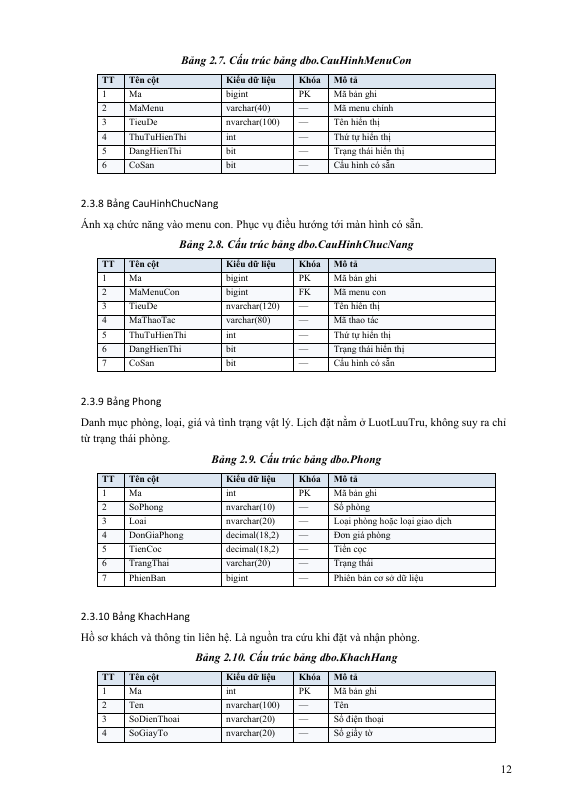 Bảng 2.7. Cấu trúc bảng dbo.CauHinhMenuCon
TT Tên cột Kiểu dữ liệu Khóa Mô tả
1 Ma bigint PK Mã bản ghi
2 MaMenu varchar(40) — Mã menu chính
3 TieuDe nvarchar(100) — Tên hiển thị
4 ThuTuHienThi int — Thứ tự hiển thị
5 DangHienThi bit — Trạng thái hiển thị
6 CoSan bit — Cấu hình có sẵn
2.3.8 Bảng CauHinhChucNang
Ánh xạ chức năng vào menu con. Phục vụ điều hướng tới màn hình có sẵn.
Bảng 2.8. Cấu trúc bảng dbo.CauHinhChucNang
TT Tên cột Kiểu dữ liệu Khóa Mô tả
1 Ma bigint PK Mã bản ghi
2 MaMenuCon bigint FK Mã menu con
3 TieuDe nvarchar(120) — Tên hiển thị
4 MaThaoTac varchar(80) — Mã thao tác
5 ThuTuHienThi int — Thứ tự hiển thị
6 DangHienThi bit — Trạng thái hiển thị
7 CoSan bit — Cấu hình có sẵn
2.3.9 Bảng Phong
Danh mục phòng, loại, giá và tình trạng vật lý. Lịch đặt nằm ở LuotLuuTru, không suy ra chỉ
từ trạng thái phòng.
Bảng 2.9. Cấu trúc bảng dbo.Phong
TT Tên cột Kiểu dữ liệu Khóa Mô tả
1 Ma int PK Mã bản ghi
2 SoPhong nvarchar(10) — Số phòng
3 Loai nvarchar(20) — Loại phòng hoặc loại giao dịch
4 DonGiaPhong decimal(18,2) — Đơn giá phòng
5 TienCoc decimal(18,2) — Tiền cọc
6 TrangThai varchar(20) — Trạng thái
7 PhienBan bigint — Phiên bản cơ sở dữ liệu
2.3.10 Bảng KhachHang
Hồ sơ khách và thông tin liên hệ. Là nguồn tra cứu khi đặt và nhận phòng.
Bảng 2.10. Cấu trúc bảng dbo.KhachHang
TT Tên cột Kiểu dữ liệu Khóa Mô tả
1 Ma int PK Mã bản ghi
2 Ten nvarchar(100) — Tên
3 SoDienThoai nvarchar(20) — Số điện thoại
4 SoGiayTo nvarchar(20) — Số giấy tờ
12